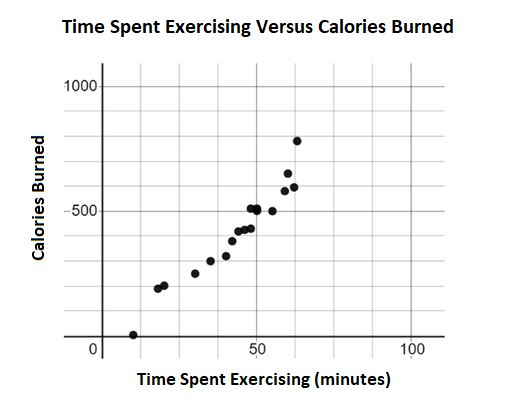 Time Spent Exercising Versus Calories Burned
1000
500
Calories Burned
0
50
100
Time Spent Exercising (minutes)